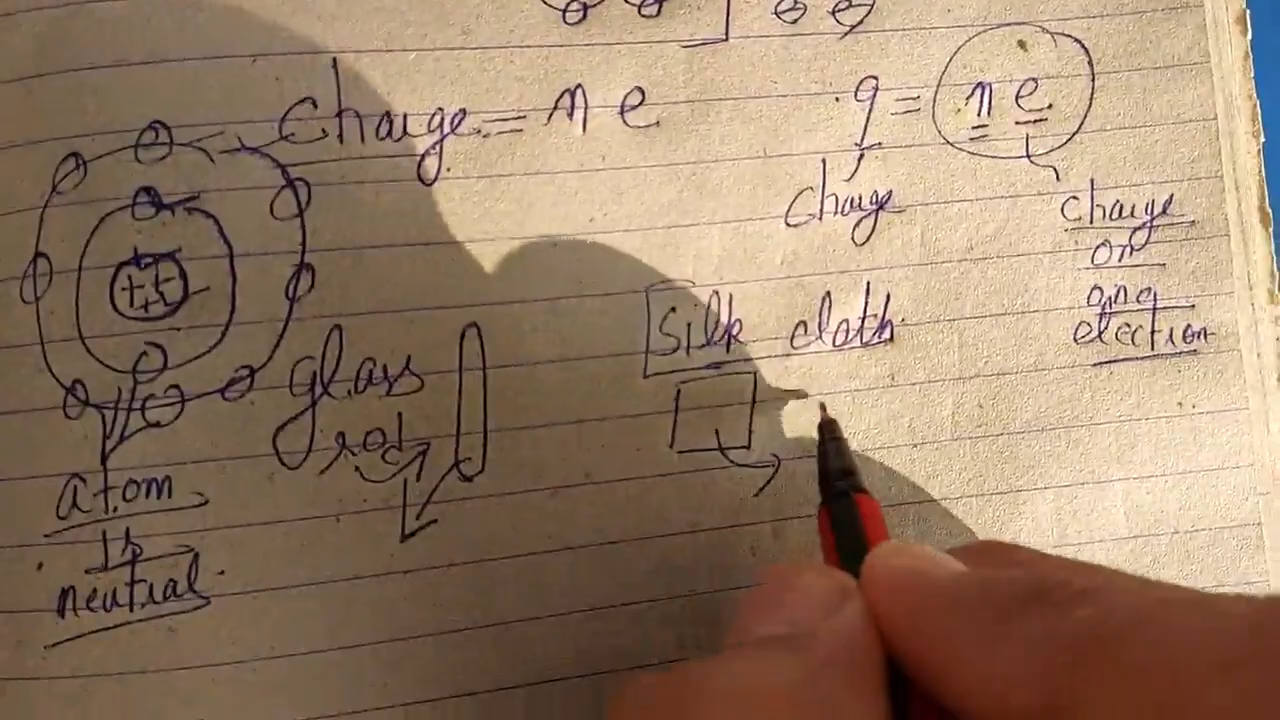 Charge = n e
q = n e
Charge
Charge
on
one
electron
Silk cloth
glass
rod
atom
is
neutral